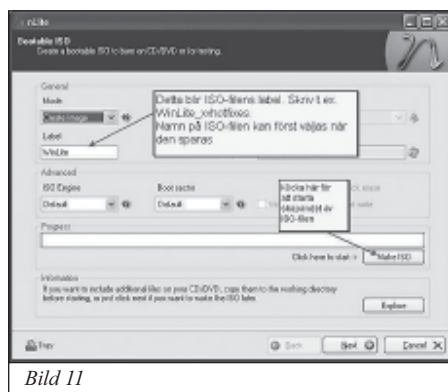 nLite
Bootable ISO
Create a bootable ISO to burn on CD/DVD or for testing.
General
Mode
Create Image
Label
WinLite
Detta blir ISO-filens label. Skriv t.ex.
WinLite_xxhotfixes.
Namn på ISO-filen kan först väljas när
den sparas
Advanced
ISO Engine
Default
Boot sector
Default
Klicka här för
att starta
skapandet av
ISO-filen
Progress
Click here to start >
Make ISO
Information
If you want to include additional files on your CD/DVD, copy them to the working directory
before starting, or just click next if you want to make the ISO later.
Explore
Tray
Back
Next
Cancel
Bild 11